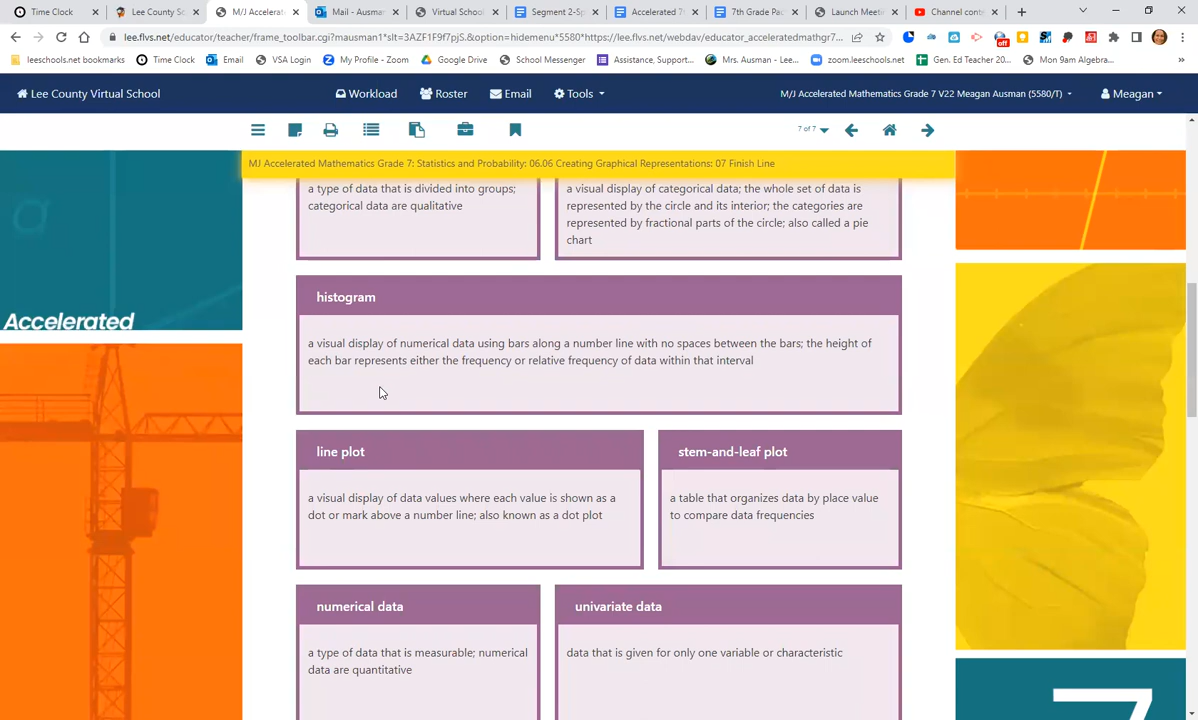 Time Clock
Lee County Sc
M/J Accelerat
Mail - Ausma
Virtual School
Segment 2-Sp
Accelerated 7
7th Grade Pac
Launch Meeti
Channel cont
lee.flvs.net/educator/teacher/frame_toolbar.cgi?mausman1*slt=3AZF1F9f7pjS.&option=hidemenu*5580*https://lee.flvs.net/webdav/educator_acceleratedmathgr7...
off
leeschools.net bookmarks
Time Clock
Email
VSA Login
My Profile - Zoom
Google Drive
School Messenger
Assistance, Support...
Mrs. Ausman - Lee...
zoom.leeschools.net
Gen. Ed Teacher 20...
Mon 9am Algebra...
»
Lee County Virtual School
Workload
Roster
Email
Tools
M/J Accelerated Mathematics Grade 7 V22 Meagan Ausman (5580/T)
Meagan
7 of 7
MJ Accelerated Mathematics Grade 7: Statistics and Probability: 06.06 Creating Graphical Representations: 07 Finish Line
a type of data that is divided into groups;
categorical data are qualitative
a visual display of categorical data; the whole set of data is
represented by the circle and its interior; the categories are
represented by fractional parts of the circle; also called a pie
chart
histogram
a visual display of numerical data using bars along a number line with no spaces between the bars; the height of
each bar represents either the frequency or relative frequency of data within that interval
line plot
a visual display of data values where each value is shown as a
dot or mark above a number line; also known as a dot plot
stem-and-leaf plot
a table that organizes data by place value
to compare data frequencies
numerical data
a type of data that is measurable; numerical
data are quantitative
univariate data
data that is given for only one variable or characteristic
Accelerated
a
7